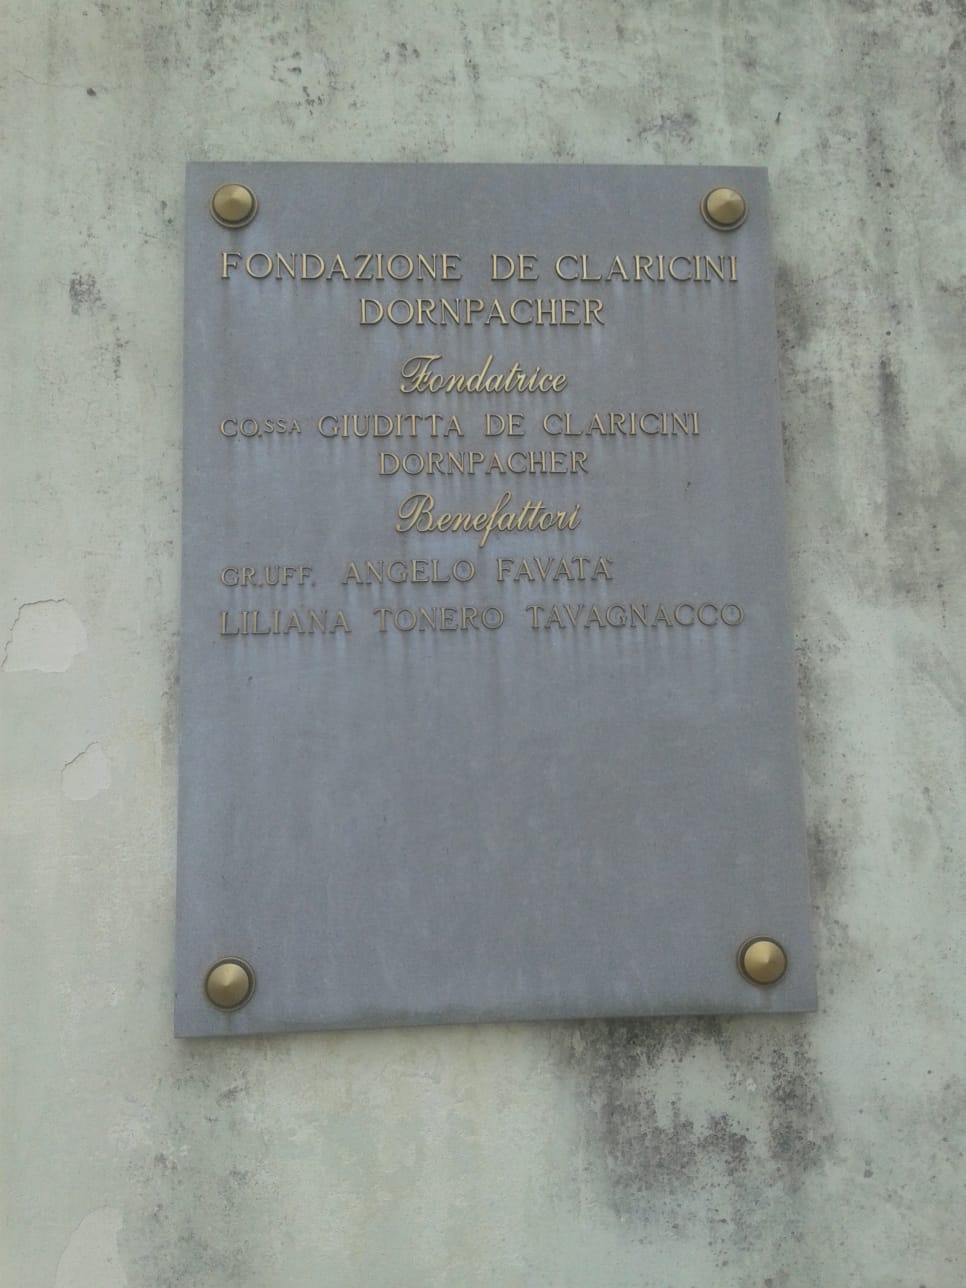 FONDAZIONE DE CLARICINI
DORNPACHER
Fondatrice
CO.SSA GIUDITTA DE CLARICINI
DORNPACHER
Benefattori
GR.UFF. ANGELO FAVATA'
LILIANA TONERO TAVAGNACCO